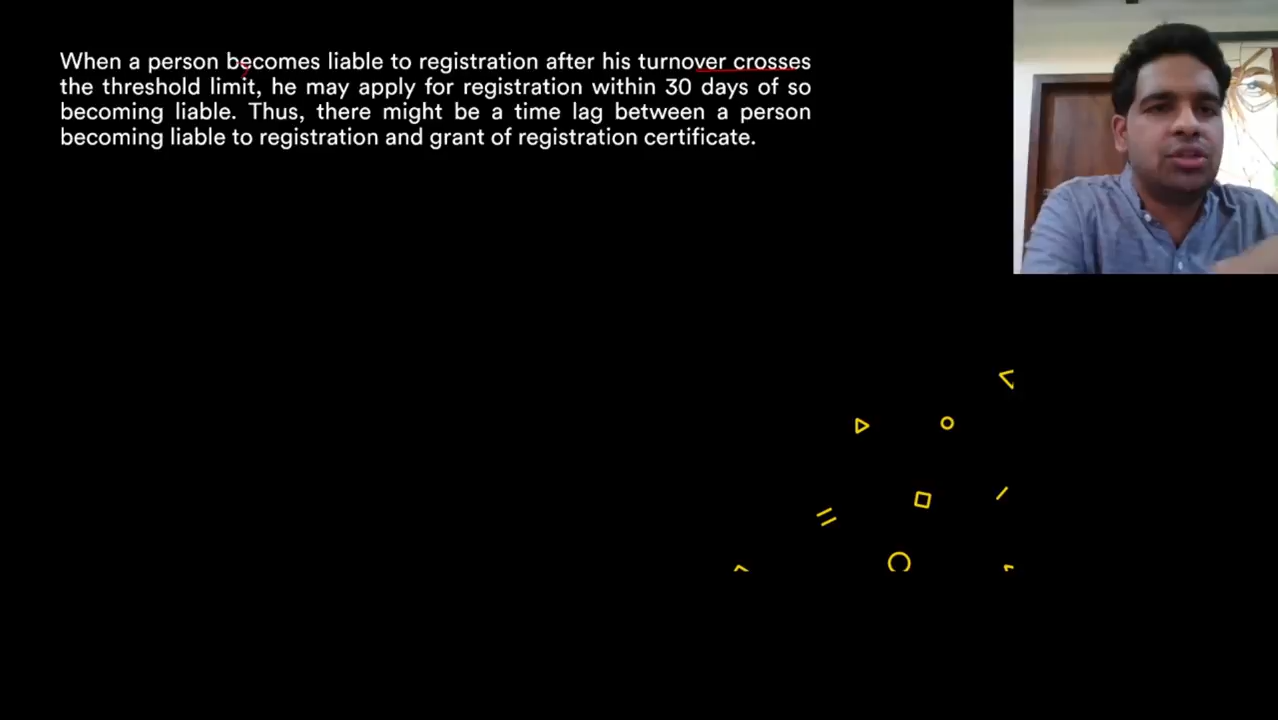 When a person becomes liable to registration after his turnover crosses
the threshold limit, he may apply for registration within 30 days of so
becoming liable. Thus, there might be a time lag between a person
becoming liable to registration and grant of registration certificate.